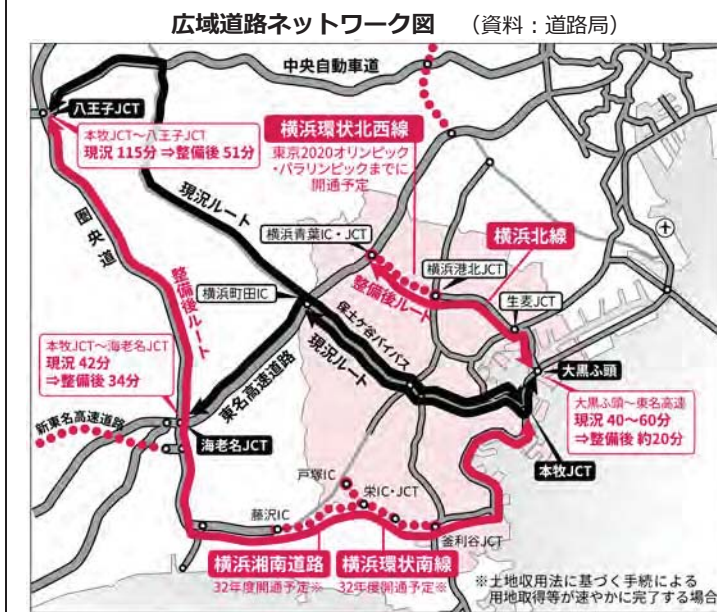 広域道路ネットワーク図 （資料：道路局）
中央自動車道
八王子JCT
本牧JCT～八王子JCT
現況 115分 ⇒整備後 51分
横浜環状北西線
東京2020オリンピック
・パラリンピックまでに
開通予定
圏央道
現況ルート
横浜青葉IC・JCT
横浜北線
横浜港北JCT
整備後ルート
整備後ルート
横浜町田IC
生麦JCT
保土ケ谷バイパス
現況ルート
本牧JCT～海老名JCT
現況 42分
⇒整備後 34分
東名高速道路
大黒ふ頭
大黒ふ頭～東名高速
現況 40～60分
⇒整備後 約20分
新東名高速道路
海老名JCT
本牧JCT
戸塚IC
栄IC・JCT
藤沢IC
釜利谷JCT
横浜湘南道路
32年度開通予定※
横浜環状南線
32年度開通予定※
※土地収用法に基づく手続による
用地取得等が速やかに完了する場合